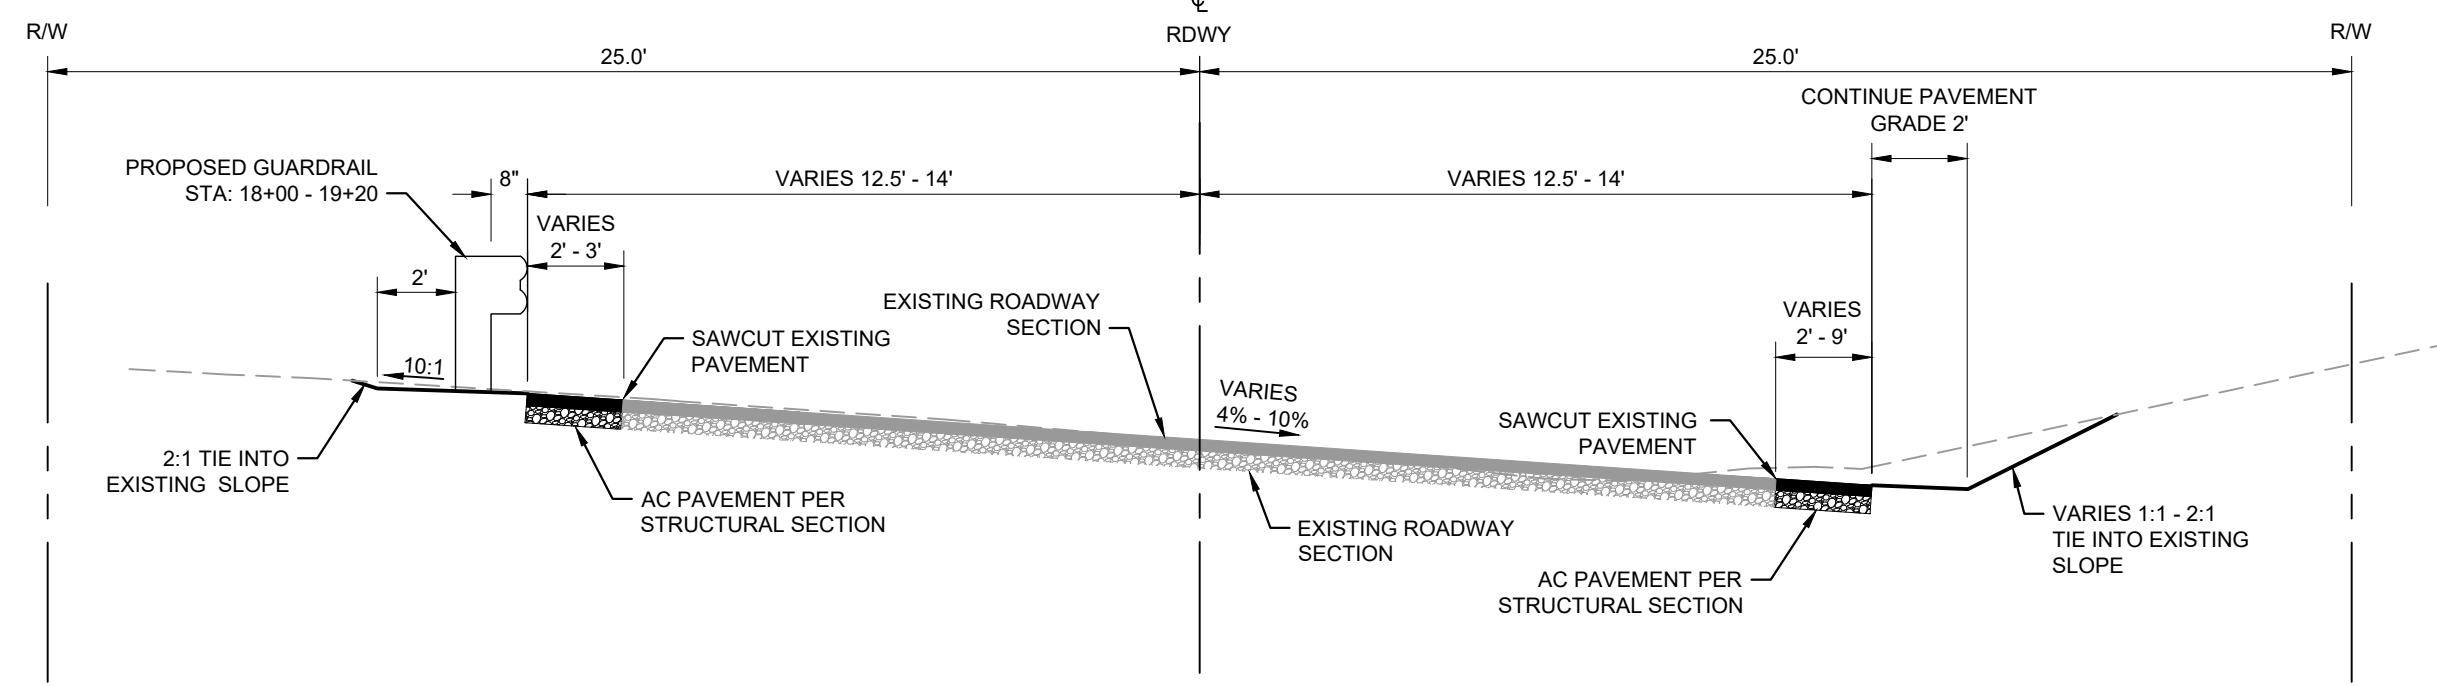 ℄
RDWY
R/W
R/W
25.0'
25.0'
CONTINUE PAVEMENT
GRADE 2'
PROPOSED GUARDRAIL
STA: 18+00 - 19+20
8"
VARIES 12.5' - 14'
VARIES 12.5' - 14'
VARIES
2' - 3'
2'
EXISTING ROADWAY
SECTION
VARIES
2' - 9'
SAWCUT EXISTING
PAVEMENT
10:1
VARIES
4% - 10%
SAWCUT EXISTING
PAVEMENT
2:1 TIE INTO
EXISTING SLOPE
AC PAVEMENT PER
STRUCTURAL SECTION
EXISTING ROADWAY
SECTION
VARIES 1:1 - 2:1
TIE INTO EXISTING
SLOPE
AC PAVEMENT PER
STRUCTURAL SECTION